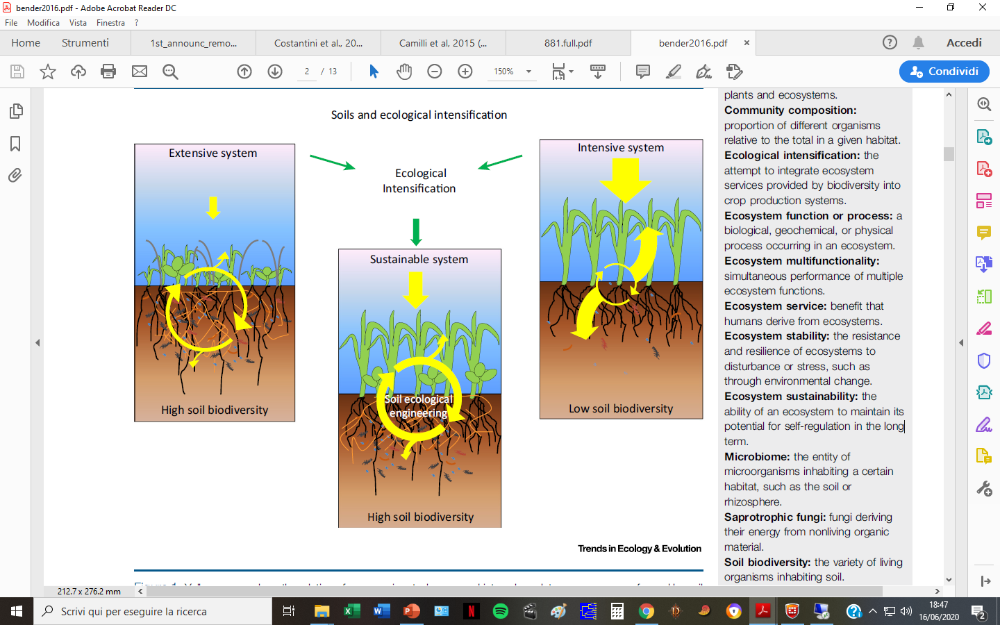 bender2016.pdf - Adobe Acrobat Reader DC
File Modifica Vista Finestra ?
Home Strumenti 1st_announc_remo... Costantini et al., 20... Camilli et al, 2015 (... 881.full.pdf bender2016.pdf × Accedi
2 / 13 150% Condividi
Soils and ecological intensification
Extensive system
High soil biodiversity
Ecological
Intensification
Sustainable system
Soil ecological
engineering
High soil biodiversity
Intensive system
Low soil biodiversity
Trends in Ecology & Evolution
plants and ecosystems.
Community composition:
proportion of different organisms
relative to the total in a given habitat.
Ecological intensification: the
attempt to integrate ecosystem
services provided by biodiversity into
crop production systems.
Ecosystem function or process: a
biological, geochemical, or physical
process occurring in an ecosystem.
Ecosystem multifunctionality:
simultaneous performance of multiple
ecosystem functions.
Ecosystem service: benefit that
humans derive from ecosystems.
Ecosystem stability: the resistance
and resilience of ecosystems to
disturbance or stress, such as
through environmental change.
Ecosystem sustainability: the
ability of an ecosystem to maintain its
potential for self-regulation in the long
term.
Microbiome: the entity of
microorganisms inhabiting a certain
habitat, such as the soil or
rhizosphere.
Saprotrophic fungi: fungi deriving
their energy from nonliving organic
material.
Soil biodiversity: the variety of living
organisms inhabiting soil.
212.7 x 276.2 mm
Scrivi qui per eseguire la ricerca
18:47
16/06/2020
2